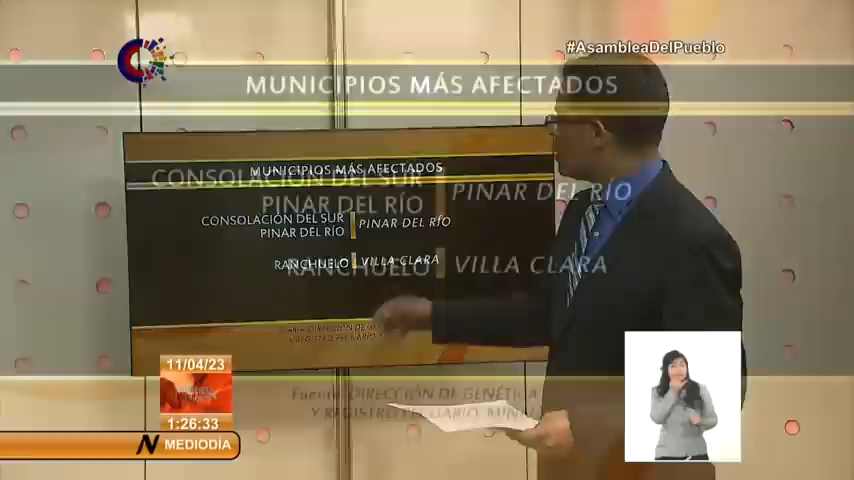 #AsambleaDelPueblo
MUNICIPIOS MÁS AFECTADOS
MUNICIPIOS MÁS AFECTADOS
CONSOLACIÓN DEL SUR
PINAR DEL RÍO
PINAR DEL RÍO
CONSOLACIÓN DEL SUR
PINAR DEL RÍO
PINAR DEL RÍO
RANCHUELO
VILLA CLARA
RANCHUELO
VILLA CLARA
Fuente: DIRECCIÓN DE GENÉTICA
Y REGISTRO PECUARIO, MINAL
11/04/23
1:26:33
N MEDIODÍA